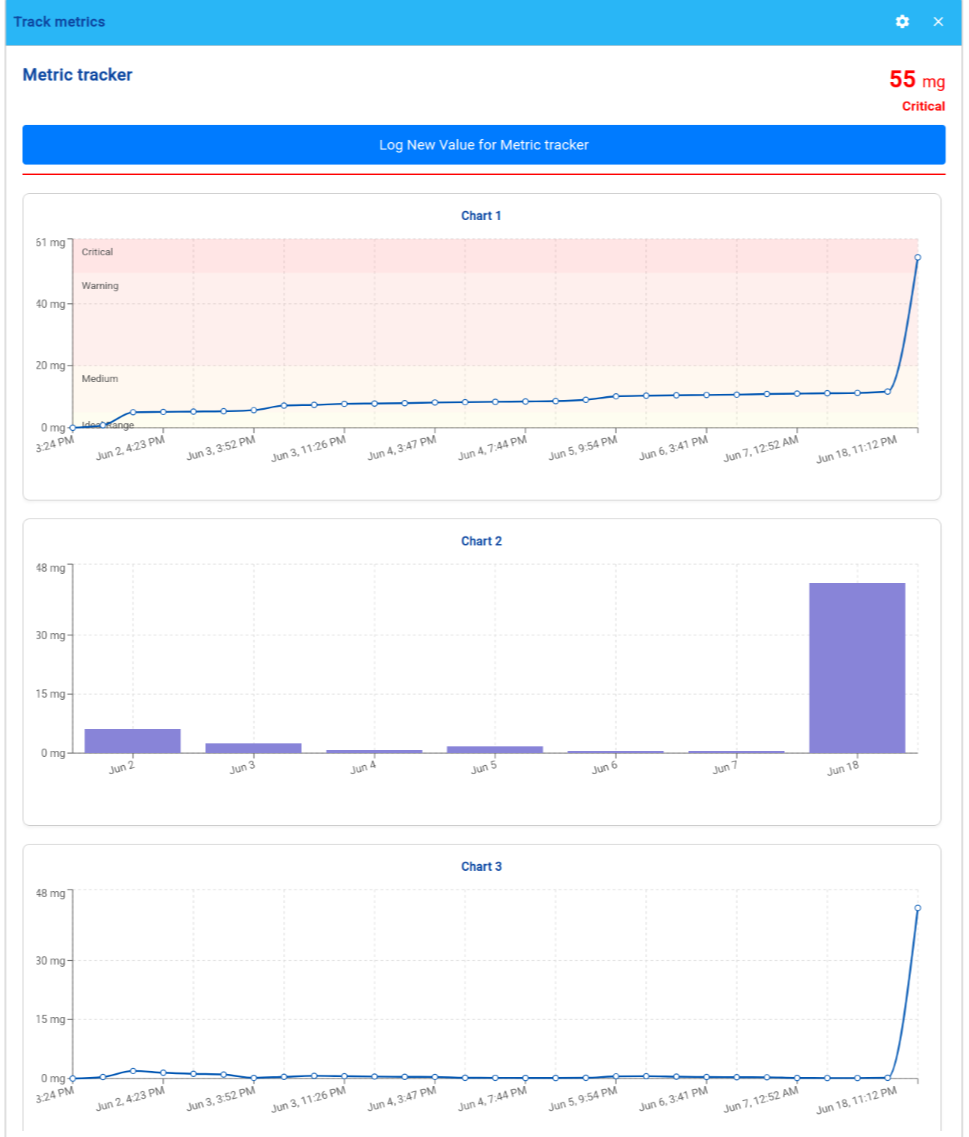 Track metrics
Metric tracker
55 mg
Critical
Log New Value for Metric tracker
Chart 1
61 mg
Critical
Warning
40 mg
20 mg
Medium
Ideal Range
0 mg
3:24 PM
Jun 2, 4:23 PM
Jun 3, 3:52 PM
Jun 3, 11:26 PM
Jun 4, 3:47 PM
Jun 4, 7:44 PM
Jun 5, 9:54 PM
Jun 6, 3:41 PM
Jun 7, 12:52 AM
Jun 18, 11:12 PM
Chart 2
48 mg
30 mg
15 mg
0 mg
Jun 2
Jun 3
Jun 4
Jun 5
Jun 6
Jun 7
Jun 18
Chart 3
48 mg
30 mg
15 mg
0 mg
3:24 PM
Jun 2, 4:23 PM
Jun 3, 3:52 PM
Jun 3, 11:26 PM
Jun 4, 3:47 PM
Jun 4, 7:44 PM
Jun 5, 9:54 PM
Jun 6, 3:41 PM
Jun 7, 12:52 AM
Jun 18, 11:12 PM